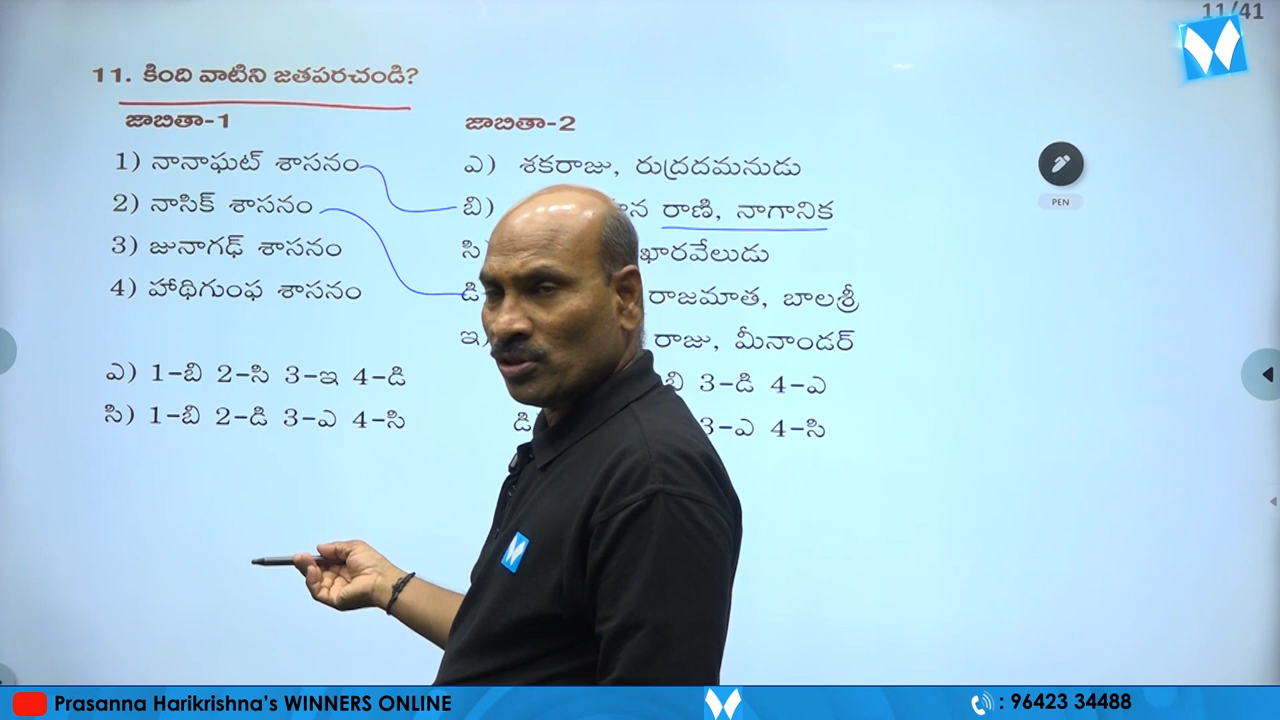 11/41
11. కింది వాటిని జతపరచండి?
జాబితా-1 జాబితా-2
1) నానాఘట్ శాసనం ఎ) శకరాజు, రుద్రదమనుడు
2) నాసిక్ శాసనం బి) రాణి, నాగానిక
3) జునాగఢ్ శాసనం సి) ఖారవేలుడు
4) హాథిగుంఫ శాసనం డి) రాజమాత, బాలశ్రీ
ఇ) రాజు, మీనాండర్
ఎ) 1-బి 2-సి 3-ఇ 4-డి 3-డి 4-ఎ
సి) 1-బి 2-డి 3-ఎ 4-సి డి 3-ఎ 4-సి
PEN
Prasanna Harikrishna's WINNERS ONLINE : 96423 34488